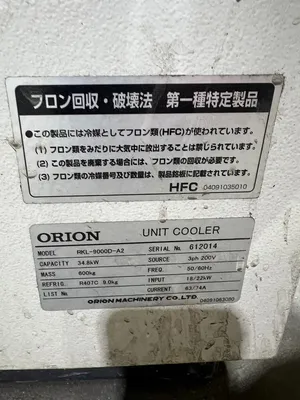 フロン回収・破壊法 第一種特定製品
●この製品には冷媒としてフロン類(HFC)が使われています。
(1) フロン類をみだりに大気中に放出することは禁じられています。
(2) この製品を廃棄する場合には、フロン類の回収が必要です。
(3) フロン類の冷媒番号及び数量は、製品銘板に記載されています。
HFC 04091035010
ORION UNIT COOLER
MODEL RKL-9000D-A2 SERIAL No. 612014
CAPACITY 34.8kW SOURCE 3ph 200V
MASS 600kg FREQ. 50/60Hz
REFRIG. R407C 9.0kg INPUT 18/22kW
LIST No CURRENT 63/74A
ORION MACHINERY CO.,LTD.